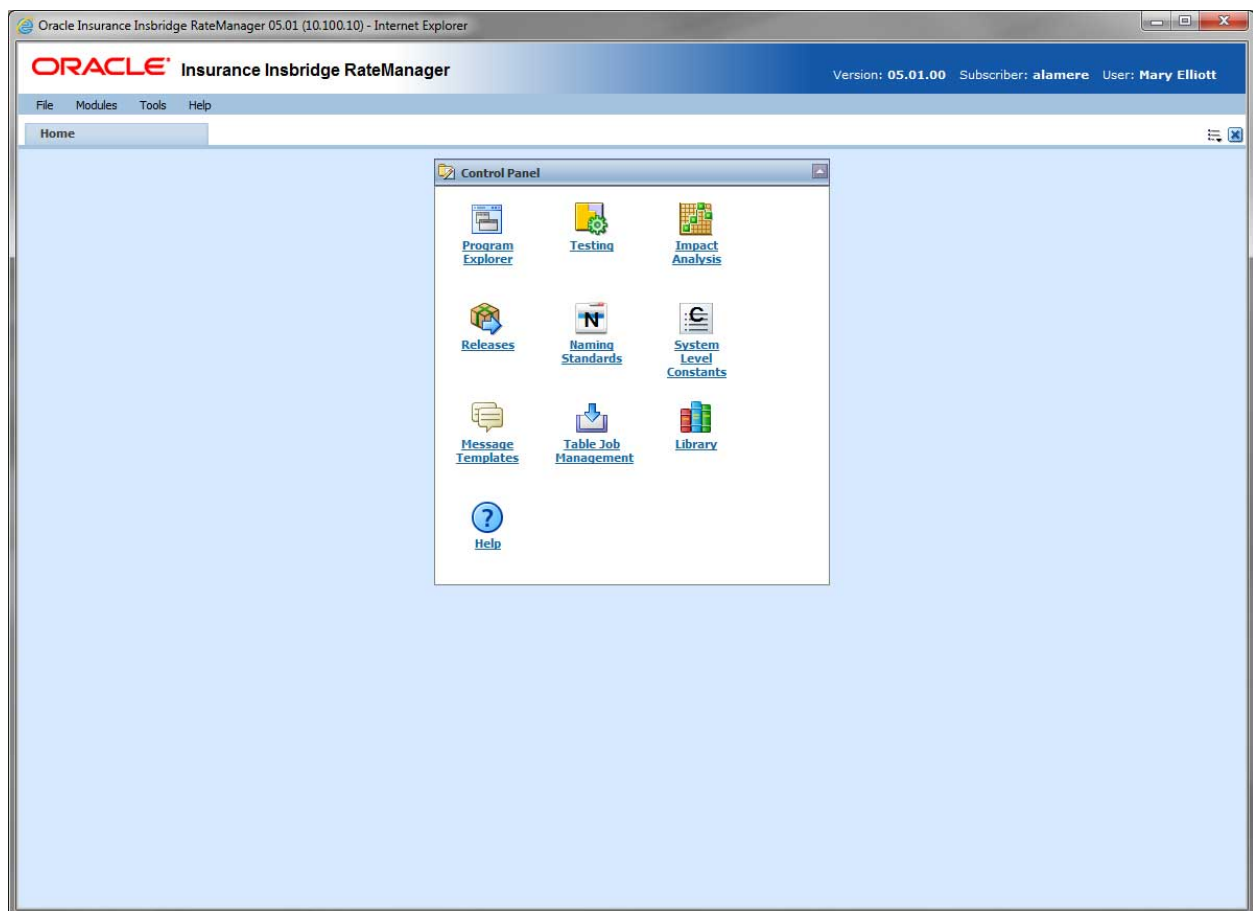 Oracle Insurance Insbridge RateManager 05.01 (10.100.10) - Internet Explorer
ORACLE Insurance Insbridge RateManager
Version: 05.01.00 Subscriber: alamere User: Mary Elliott
File Modules Tools Help
Home
Control Panel
Program
Explorer
Testing
Impact
Analysis
Releases
N
Naming
Standards
C
System
Level
Constants
Message
Templates
Table Job
Management
Library
?
Help